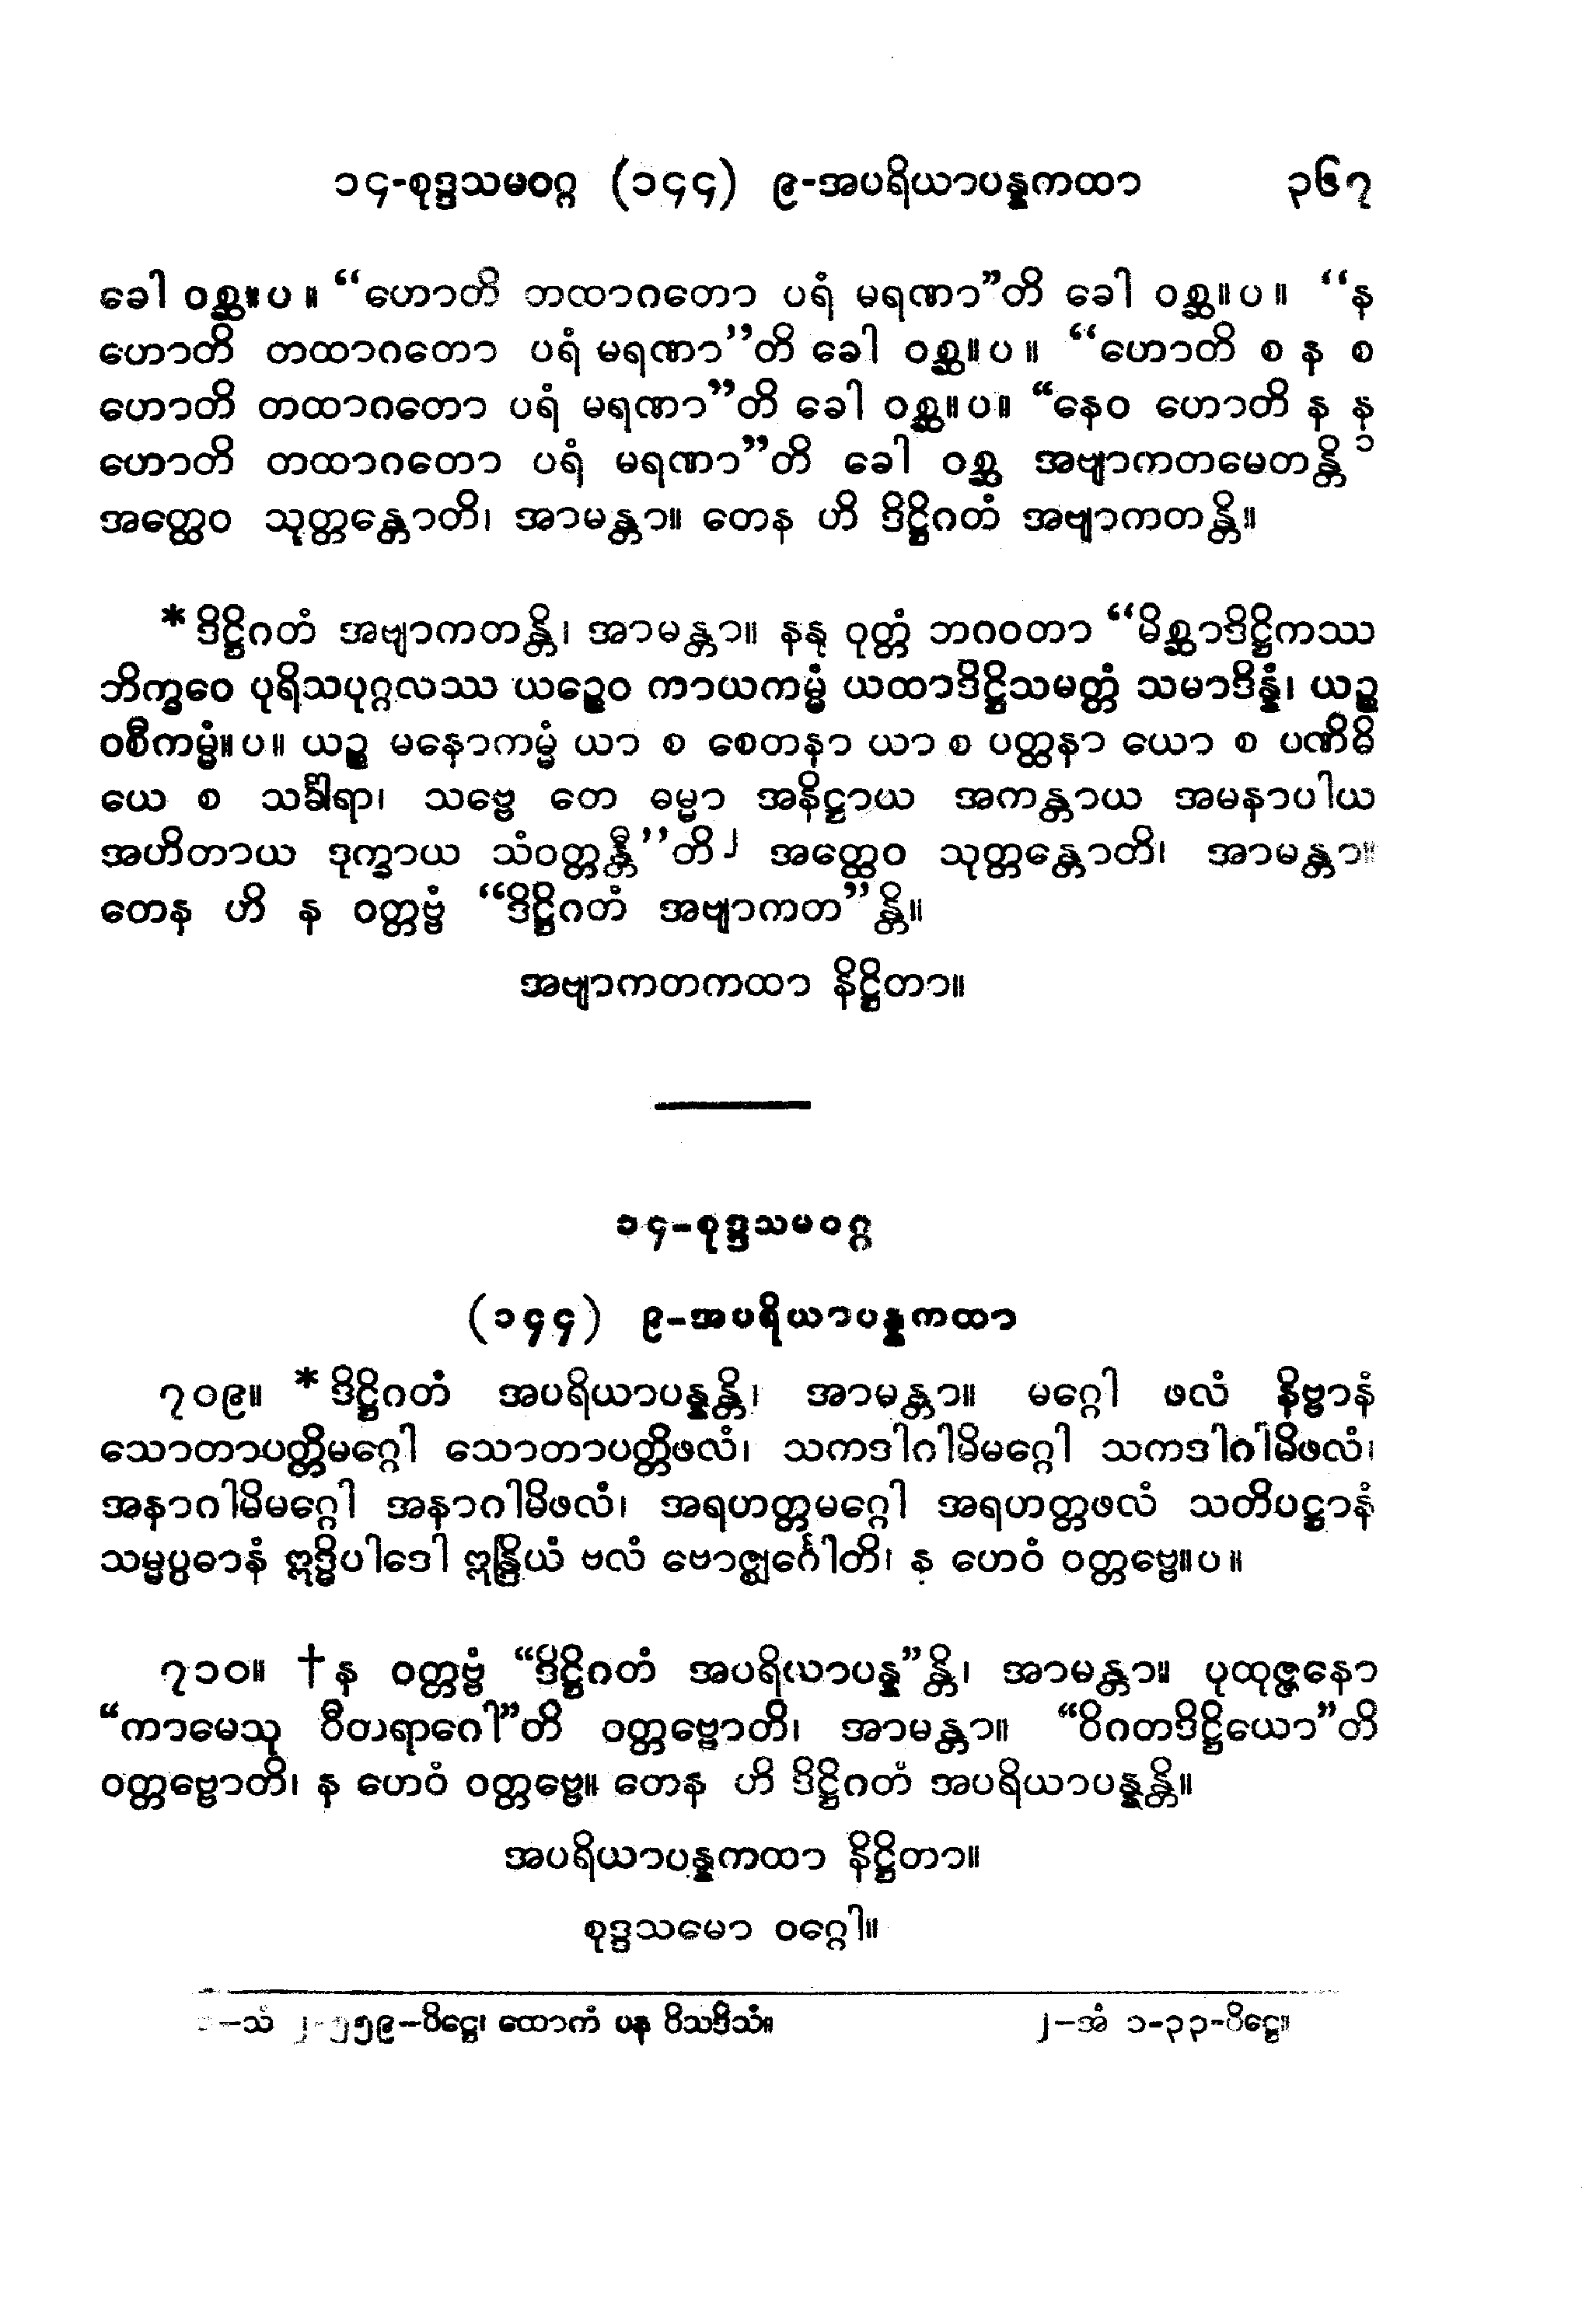 ၁၄-စုဒ္ဒသမဝဂ္ဂ (၁၄၄) ၉-အပရိယာပန္နကထာ ၃၆၇
ခေါ ဝစ္ဆ။ပ။ “ဟောတိ တထာဂတော ပရံ မရဏာ”တိ ခေါ ဝစ္ဆ။ပ။ “န
ဟောတိ တထာဂတော ပရံ မရဏာ”တိ ခေါ ဝစ္ဆ။ပ။ “ဟောတိ စ န စ
ဟောတိ တထာဂတော ပရံ မရဏာ”တိ ခေါ ဝစ္ဆ။ပ။ “နေဝ ဟောတိ န န
ဟောတိ တထာဂတော ပရံ မရဏာ”တိ ခေါ ဝစ္ဆ အဗျာကတမေတန္တိ ၁
အတ္ထေဝ သုတ္တန္တောတိ၊ အာမန္တာ။ တေန ဟိ ဒိဋ္ဌိဂတံ အဗျာကတန္တိ။
*ဒိဋ္ဌိဂတံ အဗျာကတန္တိ၊ အာမန္တာ။ နနု ဝုတ္တံ ဘဂဝတာ “မိစ္ဆာဒိဋ္ဌိကဿ
ဘိက္ခဝေ ပုရိသပုဂ္ဂလဿ ယဉ္စေဝ ကာယကမ္မံ ယထာဒိဋ္ဌိသမတ္တံ သမာဒိန္နံ၊ ယဉ္စ
ဝစီကမ္မံ။ပ။ ယဉ္စ မနောကမ္မံ ယာ စ စေတနာ ယာ စ ပတ္ထနာ ယော စ ပဏိဓိ
ယေ စ သင်္ခါရာ၊ သဗ္ဗေ တေ ဓမ္မာ အနိဋ္ဌာယ အကန္တာယ အမနာပါယ
အဟိတာယ ဒုက္ခာယ သံဝတ္တန္တီ”တိ ၂ အတ္ထေဝ သုတ္တန္တောတိ၊ အာမန္တာ။
တေန ဟိ န ဝတ္တဗ္ဗံ “ဒိဋ္ဌိဂတံ အဗျာကတ”န္တိ။
အဗျာကတကထာ နိဋ္ဌိတာ။
၁၄-စုဒ္ဒသမဝဂ္ဂ
(၁၄၄) ၉-အပရိယာပန္နကထာ
၇၀၉။ *ဒိဋ္ဌိဂတံ အပရိယာပန္နန္တိ၊ အာမန္တာ။ မဂ္ဂေါ ဖလံ နိဗ္ဗာနံ
သောတာပတ္တိမဂ္ဂေါ သောတာပတ္တိဖလံ၊ သကဒါဂါမိမဂ္ဂေါ သကဒါဂါမိဖလံ၊
အနာဂါမိမဂ္ဂေါ အနာဂါမိဖလံ၊ အရဟတ္တမဂ္ဂေါ အရဟတ္တဖလံ သတိပဋ္ဌာနံ
သမ္မပ္ပဓာနံ ဣဒ္ဓိပါဒေါ ဣန္ဒြိယံ ဗလံ ဗောဇ္ဈင်္ဂေါတိ၊ န ဟေဝံ ဝတ္တဗ္ဗေ။ပ။
၇၁၀။ †န ဝတ္တဗ္ဗံ “ဒိဋ္ဌိဂတံ အပရိယာပန္န”န္တိ၊ အာမန္တာ။ ပုထုဇ္ဇနော
“ကာမေသု ဝီတရာဂေါ”တိ ဝတ္တဗ္ဗောတိ၊ အာမန္တာ။ “ဝိဂတဒိဋ္ဌိယော”တိ
ဝတ္တဗ္ဗောတိ၊ န ဟေဝံ ဝတ္တဗ္ဗေ။ တေန ဟိ ဒိဋ္ဌိဂတံ အပရိယာပန္နန္တိ။
အပရိယာပန္နကထာ နိဋ္ဌိတာ။
စုဒ္ဒသမော ဝဂ္ဂေါ။
၁—သံ ၂-၅၅၉—ပိဋ္ဌေ၊ ထောကံ ပန ဝိသဒိသံ။ ၂—အံ ၁-၃၃-ပိဋ္ဌေ။